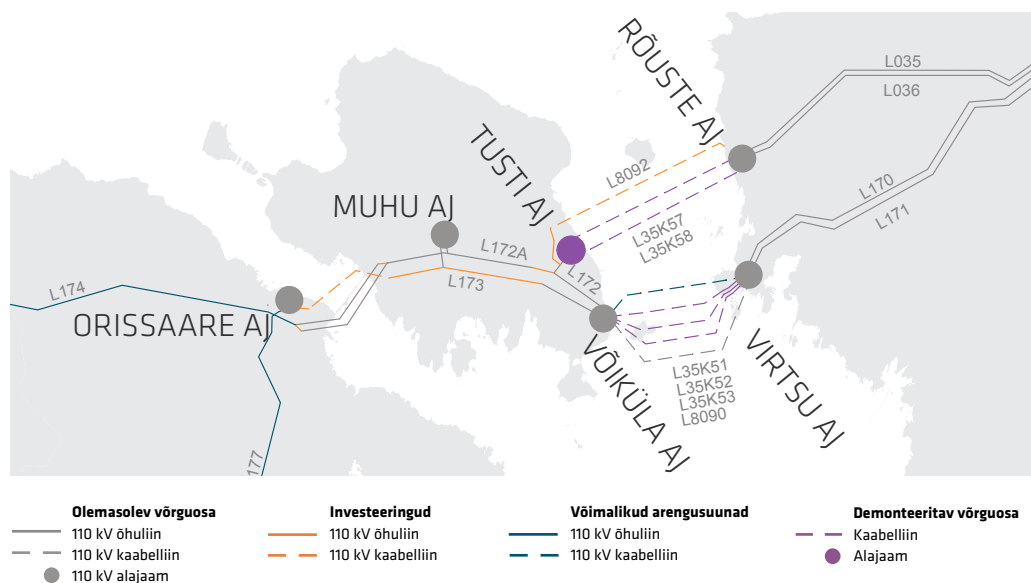 RÕUSTE AJ
L035
L036
TUSTI AJ
L8092
MUHU AJ
L170
L171
L35K57
L35K58
L172A
L172
L173
L174
ORISSAARE AJ
VÕIKÜLA AJ
VIRTSU AJ
L35K51
L35K52
L35K53
L8090
177
Olemasolev võrguosa
110 kV õhuliin
110 kV kaabelliin
110 kV alajaam
Investeeringud
110 kV õhuliin
110 kV kaabelliin
Võimalikud arengusuunad
110 kV õhuliin
110 kV kaabelliin
Demonteeritav võrguosa
Kaabelliin
Alajaam